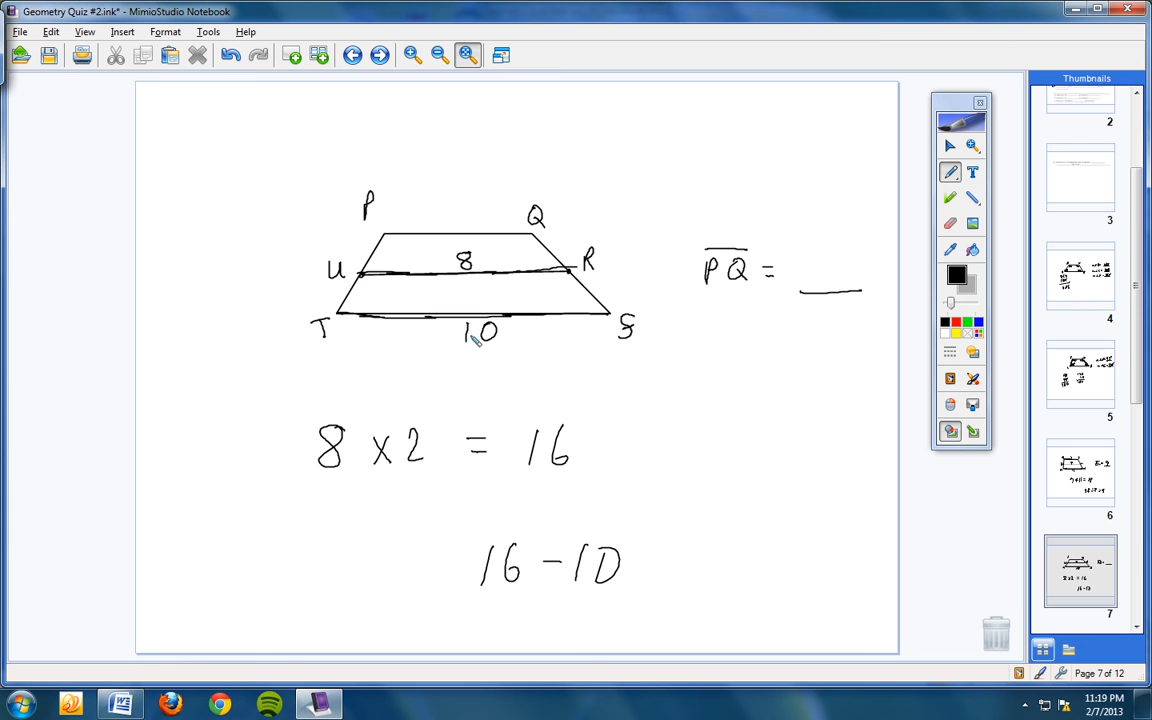 Geometry Quiz #2.ink* - MimioStudio Notebook
File Edit View Insert Format Tools Help
Thumbnails
2
3
4
5
6
7
P Q
U 8 R
T 10 S
PQ = ___
8 x 2 = 16
16 - 10
T
Page 7 of 12
11:19 PM
2/7/2013